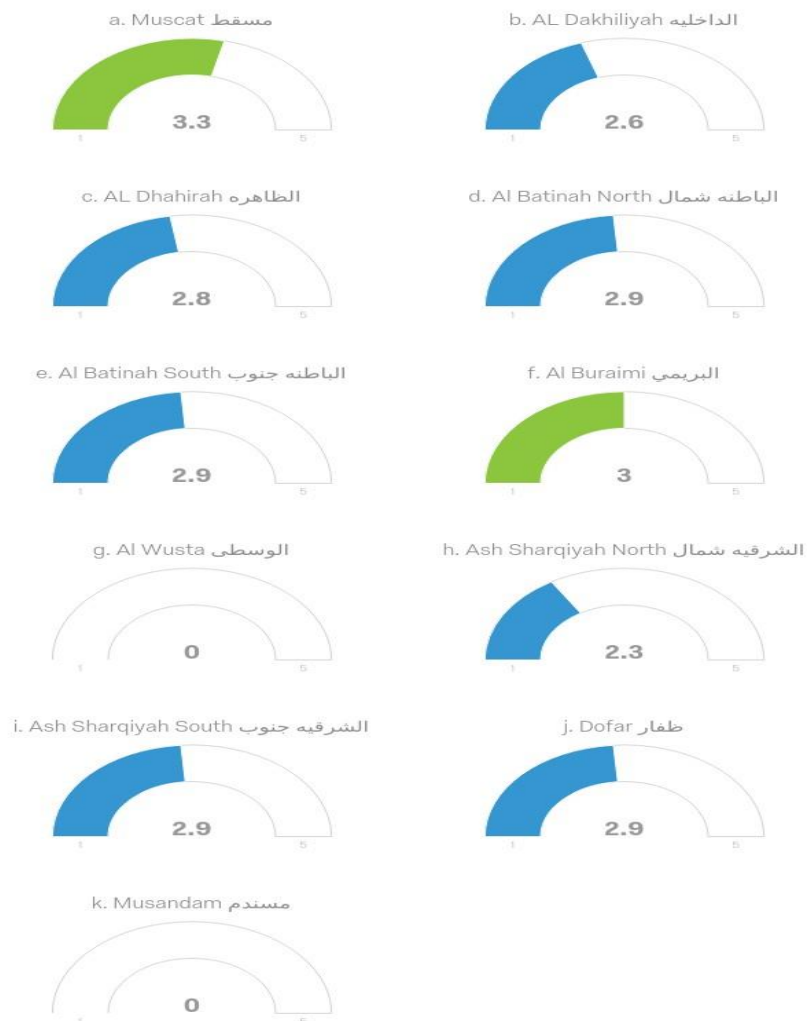 a. Muscat مسقط
3.3
1 5
b. AL Dakhiliyah الداخليه
2.6
1 5
c. AL Dhahirah الظاهره
2.8
1 5
d. Al Batinah North الباطنه شمال
2.9
1 5
e. Al Batinah South الباطنه جنوب
2.9
1 5
f. Al Buraimi البريمي
3
1 5
g. Al Wusta الوسطى
0
1 5
h. Ash Sharqiyah North الشرقيه شمال
2.3
1 5
i. Ash Sharqiyah South الشرقيه جنوب
2.9
1 5
j. Dofar ظفار
2.9
1 5
k. Musandam مسندم
0
1 5